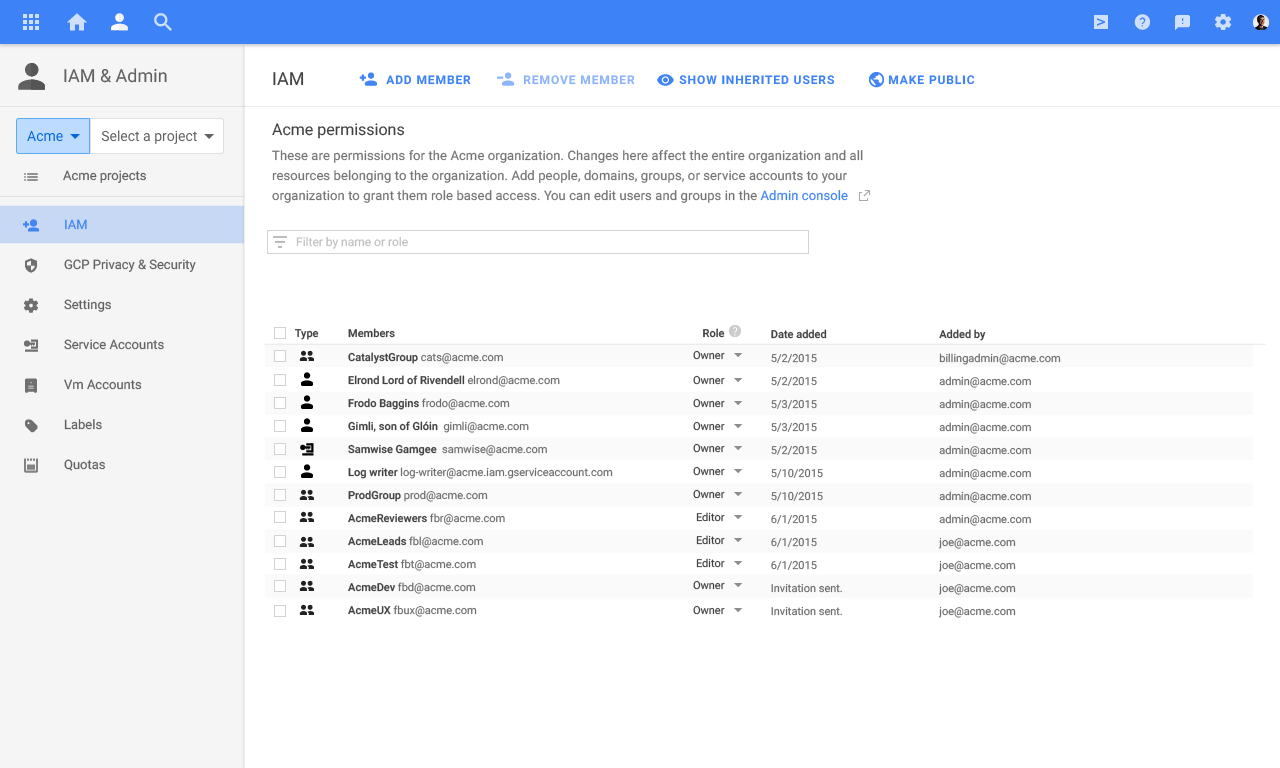 IAM & Admin
IAM
ADD MEMBER
REMOVE MEMBER
SHOW INHERITED USERS
MAKE PUBLIC
Acme
Select a project
Acme projects
IAM
GCP Privacy & Security
Settings
Service Accounts
Vm Accounts
Labels
Quotas
Acme permissions
These are permissions for the Acme organization. Changes here affect the entire organization and all
resources belonging to the organization. Add people, domains, groups, or service accounts to your
organization to grant them role based access. You can edit users and groups in the Admin console
Filter by name or role
Type Members Role ? Date added Added by
CatalystGroup cats@acme.com Owner 5/2/2015 billingadmin@acme.com
Elrond Lord of Rivendell elrond@acme.com Owner 5/2/2015 admin@acme.com
Frodo Baggins frodo@acme.com Owner 5/3/2015 admin@acme.com
Gimli, son of Glóin gimli@acme.com Owner 5/3/2015 admin@acme.com
Samwise Gamgee samwise@acme.com Owner 5/2/2015 admin@acme.com
Log writer log-writer@acme.iam.gserviceaccount.com Owner 5/10/2015 admin@acme.com
ProdGroup prod@acme.com Owner 5/10/2015 admin@acme.com
AcmeReviewers fbr@acme.com Editor 6/1/2015 admin@acme.com
AcmeLeads fbl@acme.com Editor 6/1/2015 joe@acme.com
AcmeTest fbt@acme.com Editor 6/1/2015 joe@acme.com
AcmeDev fbd@acme.com Owner Invitation sent. joe@acme.com
AcmeUX fbux@acme.com Owner Invitation sent. joe@acme.com